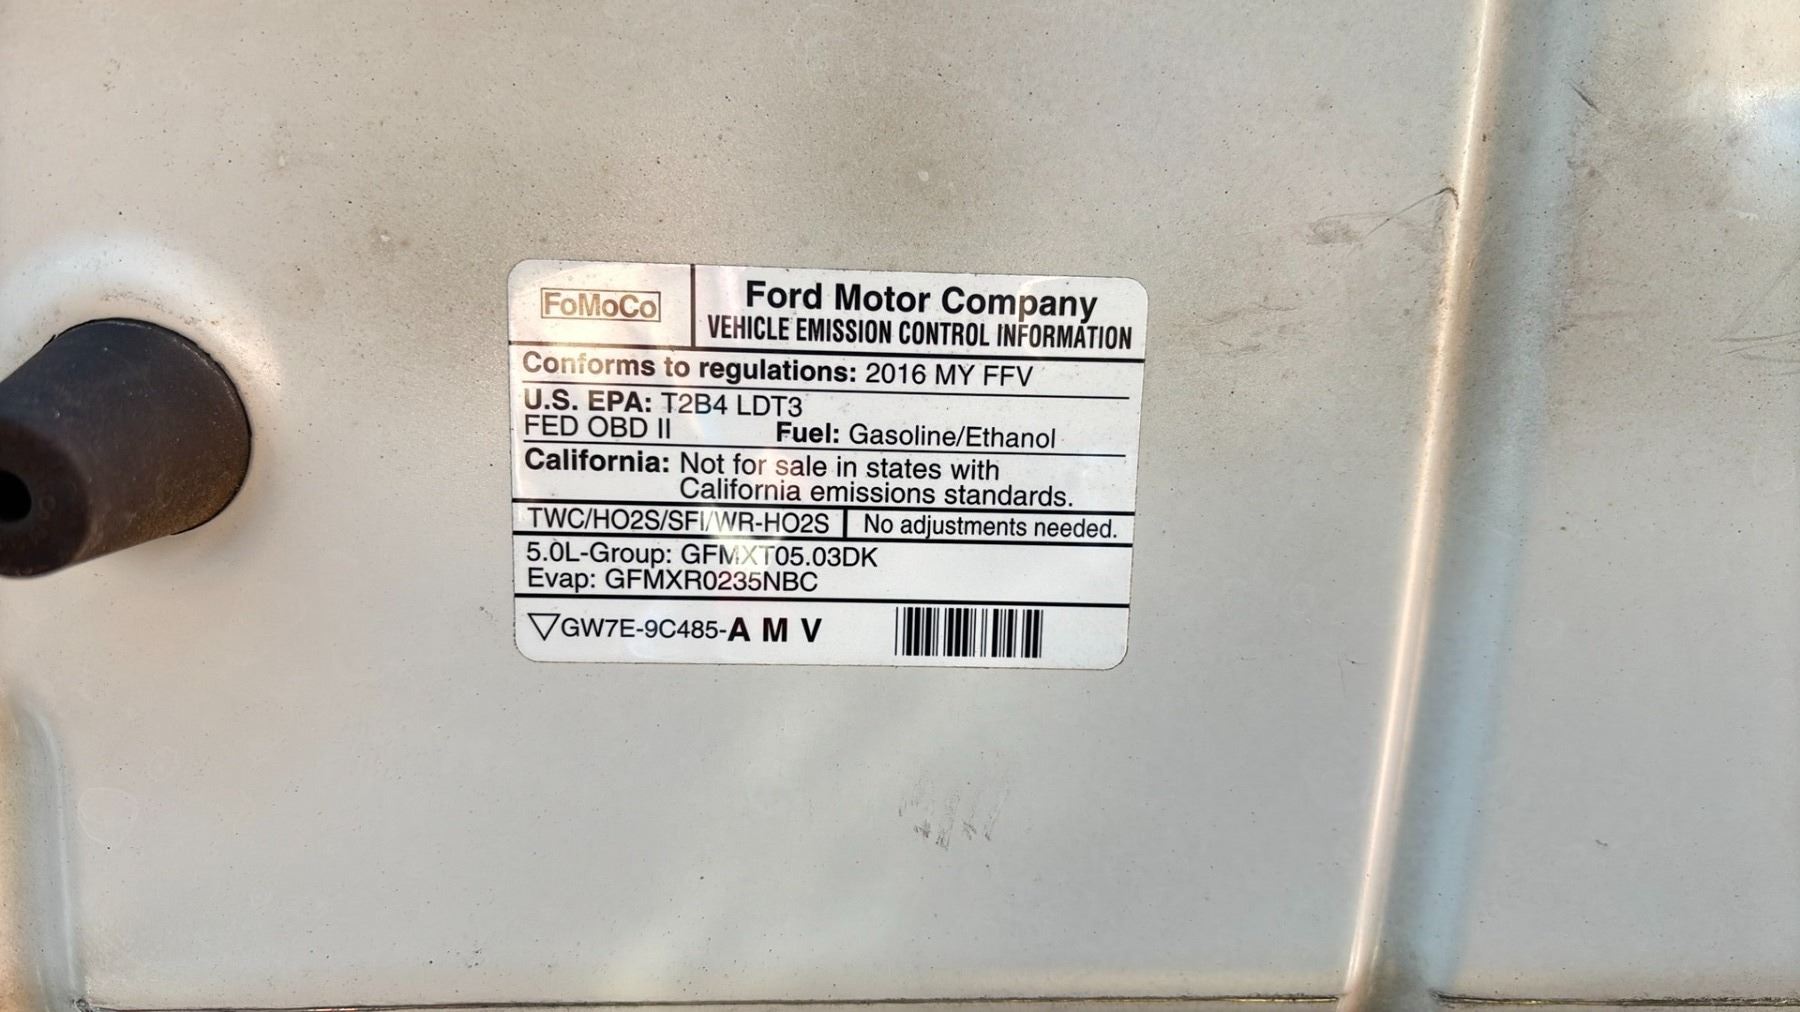 FoMoCo
Ford Motor Company
VEHICLE EMISSION CONTROL INFORMATION
Conforms to regulations: 2016 MY FFV
U.S. EPA: T2B4 LDT3
FED OBD II Fuel: Gasoline/Ethanol
California: Not for sale in states with
California emissions standards.
TWC/HO2S/SFI/WR-HO2S No adjustments needed.
5.0L-Group: GFMXT05.03DK
Evap: GFMXR0235NBC
▽GW7E-9C485-A M V